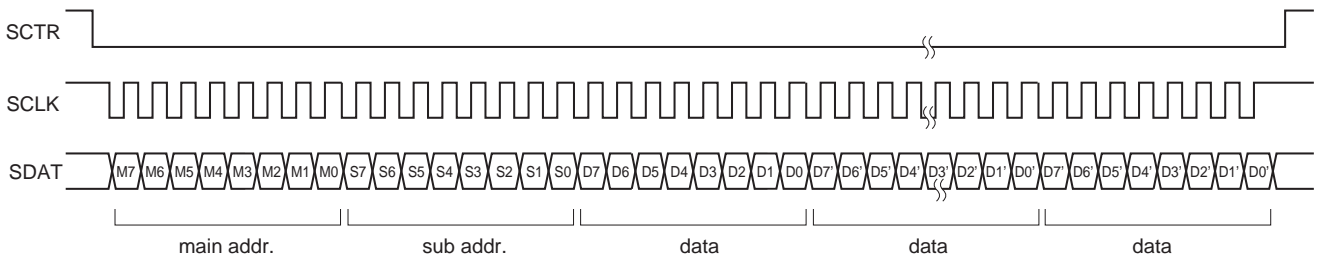 SCTR
SCLK
SDAT M7 M6 M5 M4 M3 M2 M1 M0 S7 S6 S5 S4 S3 S2 S1 S0 D7 D6 D5 D4 D3 D2 D1 D0 D7' D6' D5' D4' D3' D2' D1' D0' D7' D6' D5' D4' D3' D2' D1' D0'
main addr. sub addr. data data data